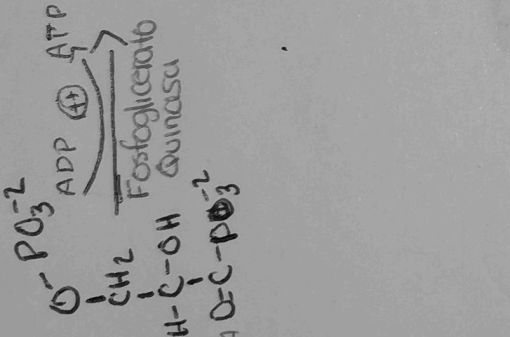 O - PO3-2
CH2
H-C-OH
O=C-PO3-2
ADP ++ ATP
Fosfoglicerato
Quinasa